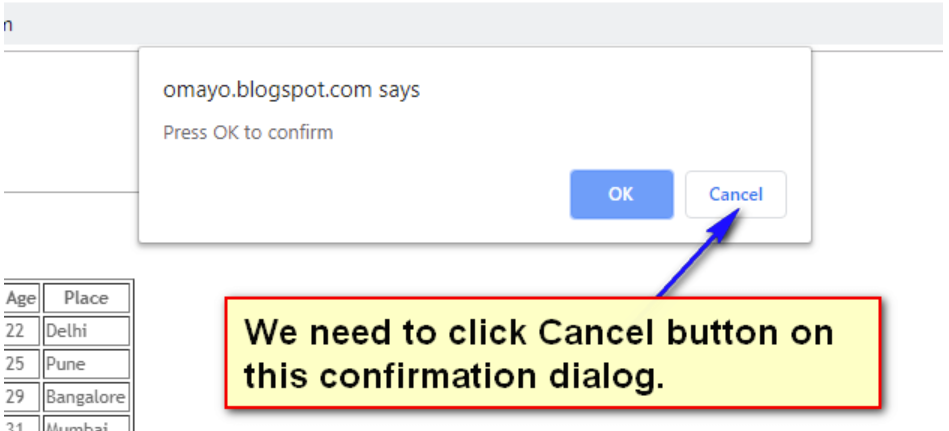 m
omayo.blogspot.com says
Press OK to confirm
OK Cancel
Age Place
22 Delhi
25 Pune
29 Bangalore
31 Mumbai
We need to click Cancel button on
this confirmation dialog.